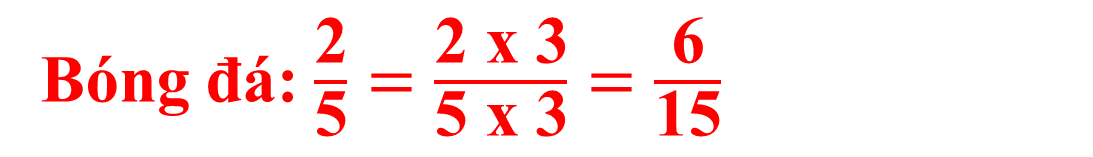 Bóng đá: 2/5 = (2 x 3)/(5 x 3) = 6/15